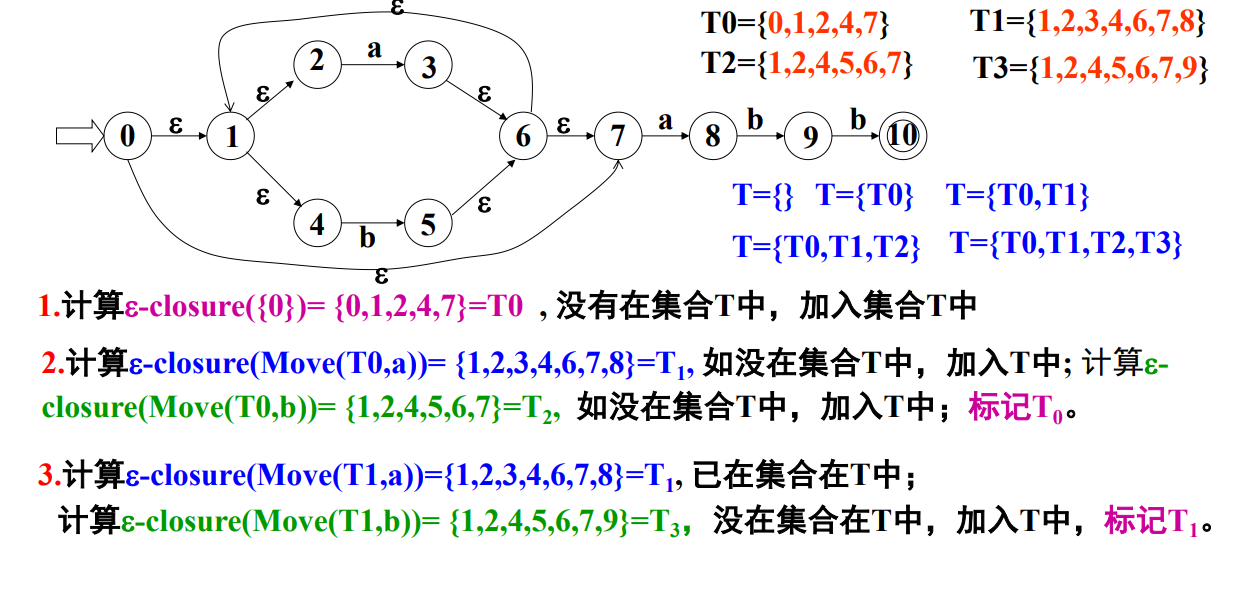 ε
T0={0,1,2,4,7} T1={1,2,3,4,6,7,8}
T2={1,2,4,5,6,7} T3={1,2,4,5,6,7,9}
2 a 3
ε ε
0 ε 1 6 ε 7 a 8 b 9 b 10
ε ε
4 b 5
ε
T={} T={T0} T={T0,T1}
T={T0,T1,T2} T={T0,T1,T2,T3}
1.计算ε-closure({0})= {0,1,2,4,7}=T0 , 没有在集合T中，加入集合T中
2.计算ε-closure(Move(T0,a))= {1,2,3,4,6,7,8}=T1, 如没在集合T中，加入T中; 计算ε-
closure(Move(T0,b))= {1,2,4,5,6,7}=T2, 如没在集合T中，加入T中；标记T0。
3.计算ε-closure(Move(T1,a))={1,2,3,4,6,7,8}=T1, 已在集合在T中；
计算ε-closure(Move(T1,b))= {1,2,4,5,6,7,9}=T3，没在集合在T中，加入T中，标记T1。